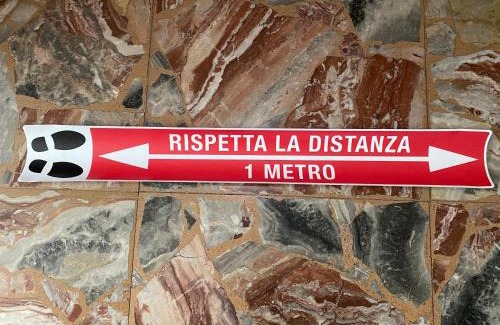 RISPETTA LA DISTANZA
1 METRO